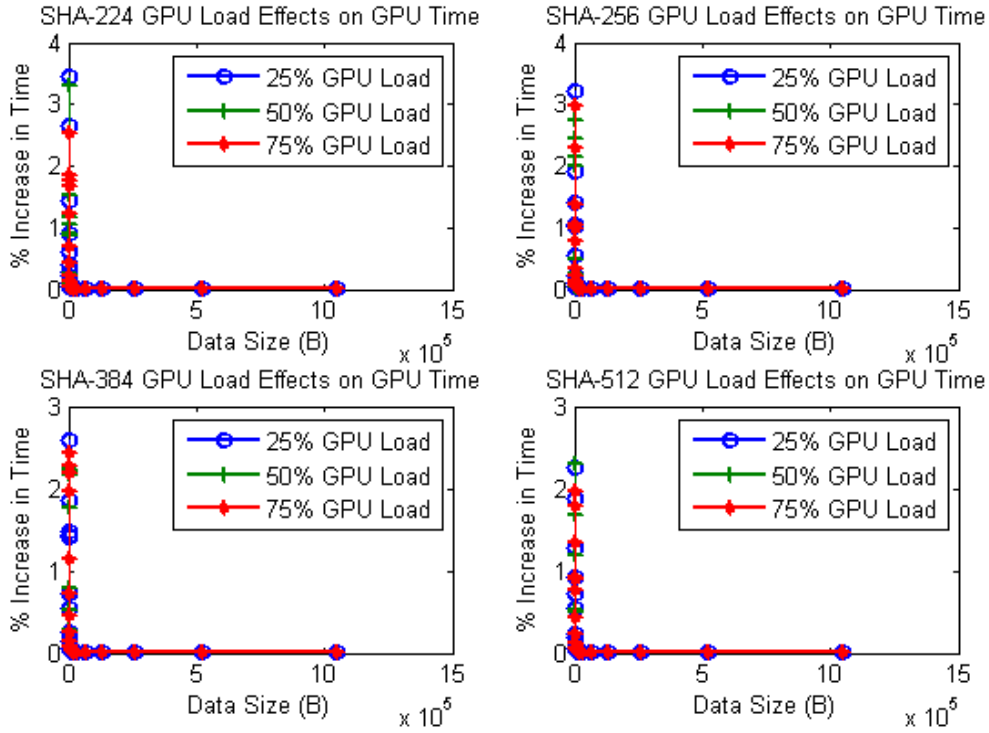 SHA-224 GPU Load Effects on GPU Time
% Increase in Time
4
3
2
1
0
25% GPU Load
50% GPU Load
75% GPU Load
0
5
10
15
Data Size (B)
x 10^5
SHA-256 GPU Load Effects on GPU Time
% Increase in Time
4
3
2
1
0
25% GPU Load
50% GPU Load
75% GPU Load
0
5
10
15
Data Size (B)
x 10^5
SHA-384 GPU Load Effects on GPU Time
% Increase in Time
3
2
1
0
25% GPU Load
50% GPU Load
75% GPU Load
0
5
10
15
Data Size (B)
x 10^5
SHA-512 GPU Load Effects on GPU Time
% Increase in Time
3
2
1
0
25% GPU Load
50% GPU Load
75% GPU Load
0
5
10
15
Data Size (B)
x 10^5